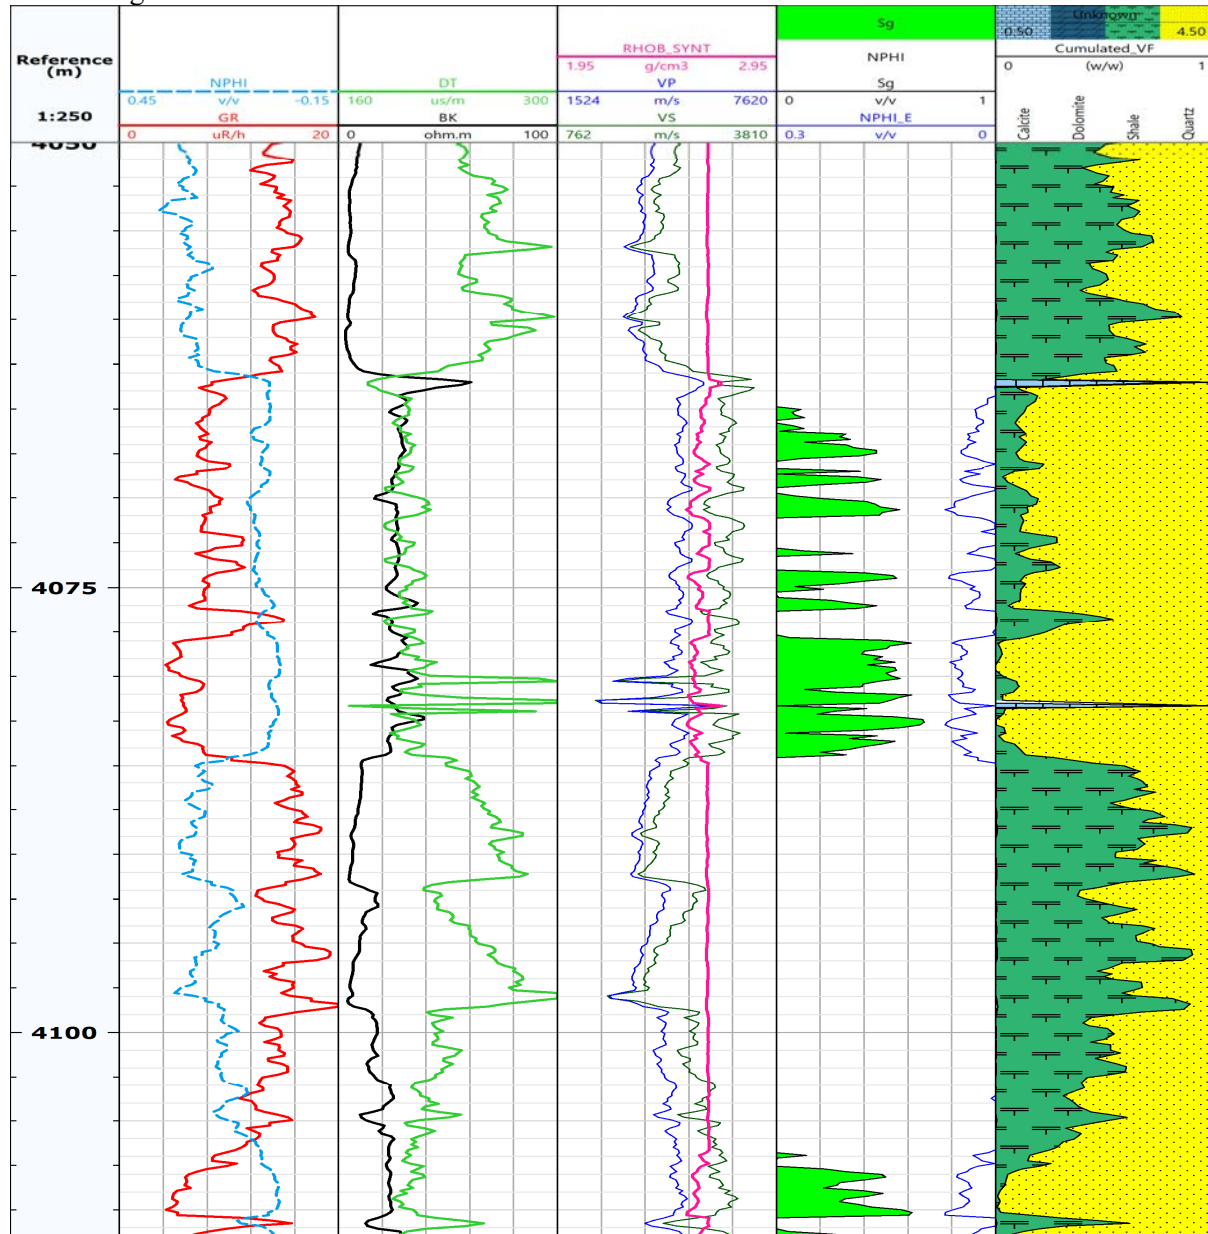 g
Sg
Unknown
0.50 4.50
Reference
(m)
RHOB_SYNT
NPHI
Cumulated_VF
1.95 g/cm3 2.95
0 (w/w) 1
NPHI
DT
VP
Sg
0.45 v/v -0.15
160 us/m 300
1524 m/s 7620
0 v/v 1
1:250
GR
BK
VS
NPHI_E
0 uR/h 20
0 ohm.m 100
762 m/s 3810
0.3 v/v 0
Calcite
Dolomite
Shale
Quartz
4050
4075
4100